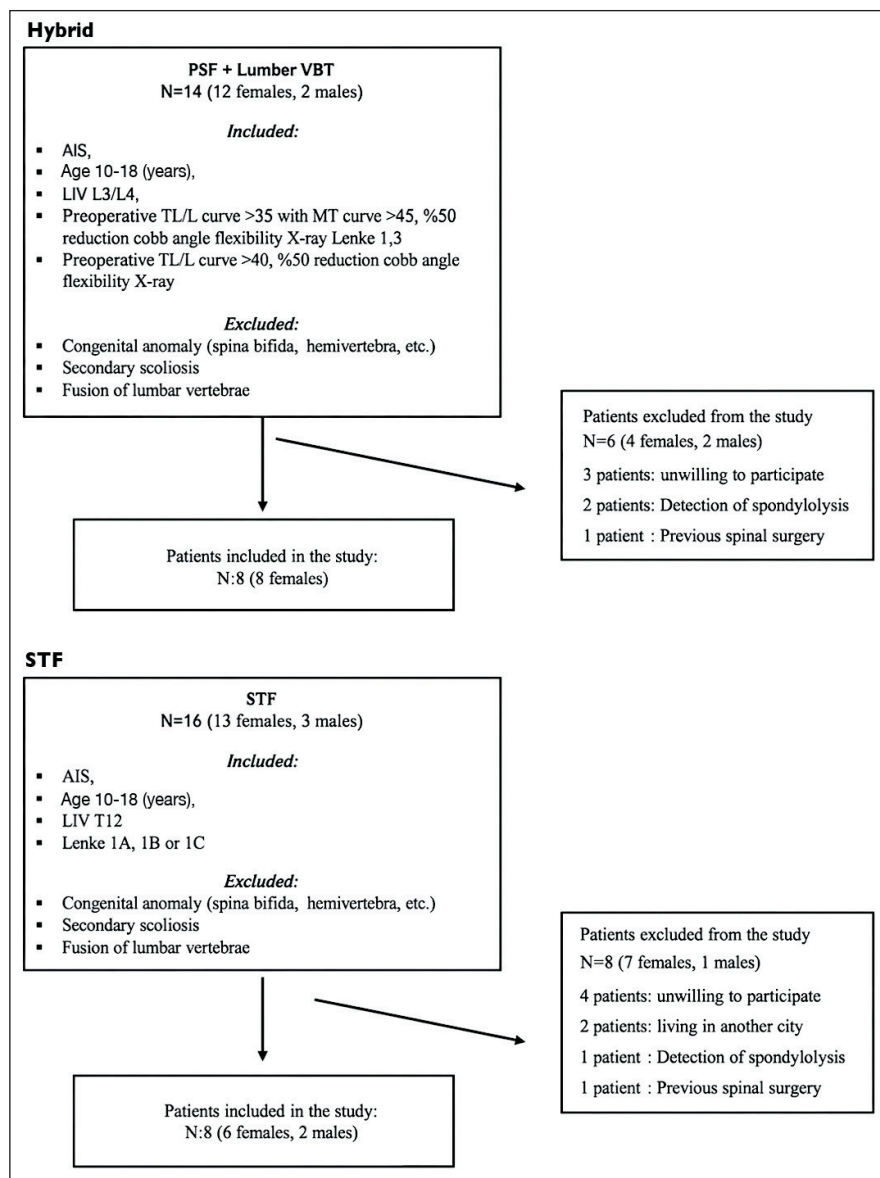 Hybrid
PSF + Lumber VBT
N=14 (12 females, 2 males)
Included:
▪ AIS,
▪ Age 10-18 (years),
▪ LIV L3/L4,
▪ Preoperative TL/L curve >35 with MT curve >45, %50
reduction cobb angle flexibility X-ray Lenke 1,3
▪ Preoperative TL/L curve >40, %50 reduction cobb angle
flexibility X-ray
Excluded:
▪ Congenital anomaly (spina bifida, hemivertebra, etc.)
▪ Secondary scoliosis
▪ Fusion of lumbar vertebrae
Patients excluded from the study
N=6 (4 females, 2 males)
3 patients: unwilling to participate
2 patients: Detection of spondylolysis
1 patient : Previous spinal surgery
Patients included in the study:
N:8 (8 females)
STF
STF
N=16 (13 females, 3 males)
Included:
▪ AIS,
▪ Age 10-18 (years),
▪ LIV T12
▪ Lenke 1A, 1B or 1C
Excluded:
▪ Congenital anomaly (spina bifida, hemivertebra, etc.)
▪ Secondary scoliosis
▪ Fusion of lumbar vertebrae
Patients excluded from the study
N=8 (7 females, 1 males)
4 patients: unwilling to participate
2 patients: living in another city
1 patient : Detection of spondylolysis
1 patient : Previous spinal surgery
Patients included in the study:
N:8 (6 females, 2 males)